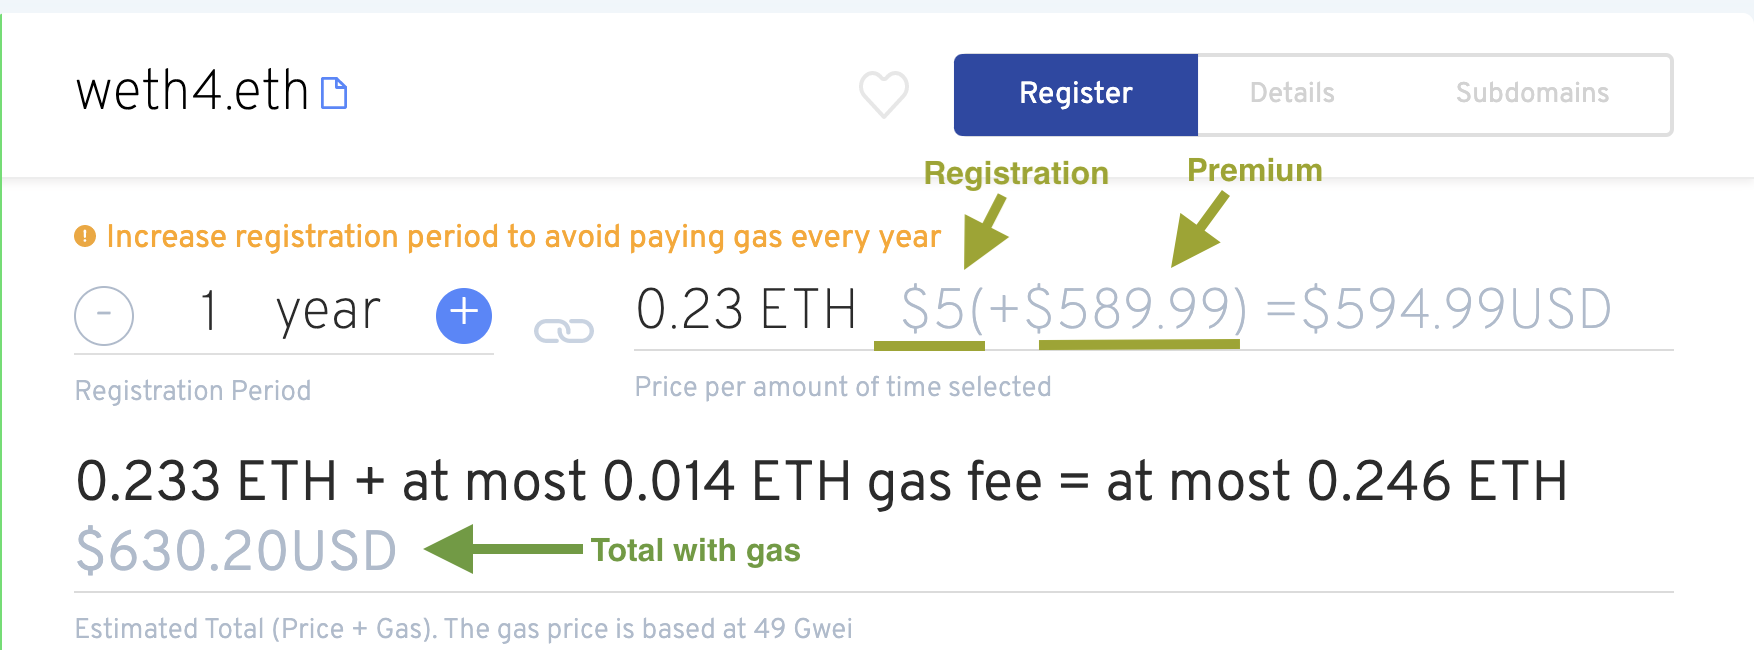 weth4.eth
Register Details Subdomains
Registration Premium
! Increase registration period to avoid paying gas every year
- 1 year + 0.23 ETH $5(+$589.99) =$594.99USD
Registration Period Price per amount of time selected
0.233 ETH + at most 0.014 ETH gas fee = at most 0.246 ETH
$630.20USD Total with gas
Estimated Total (Price + Gas). The gas price is based at 49 Gwei